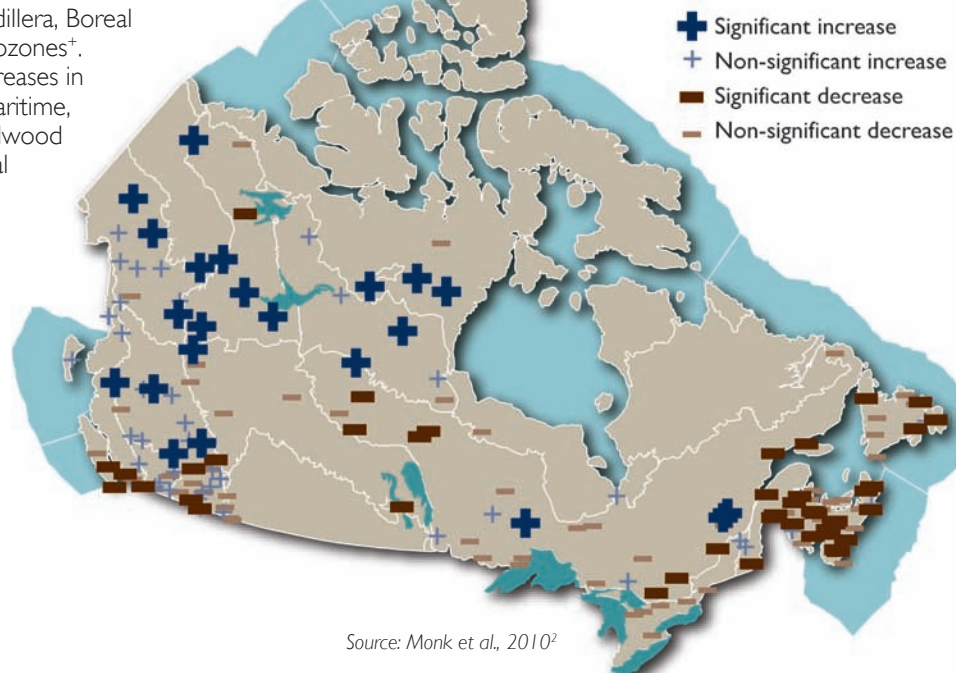 dillera, Boreal
ozones⁺.
reases in
aritime,
lwood
al
Significant increase
Non-significant increase
Significant decrease
Non-significant decrease
Source: Monk et al., 2010²